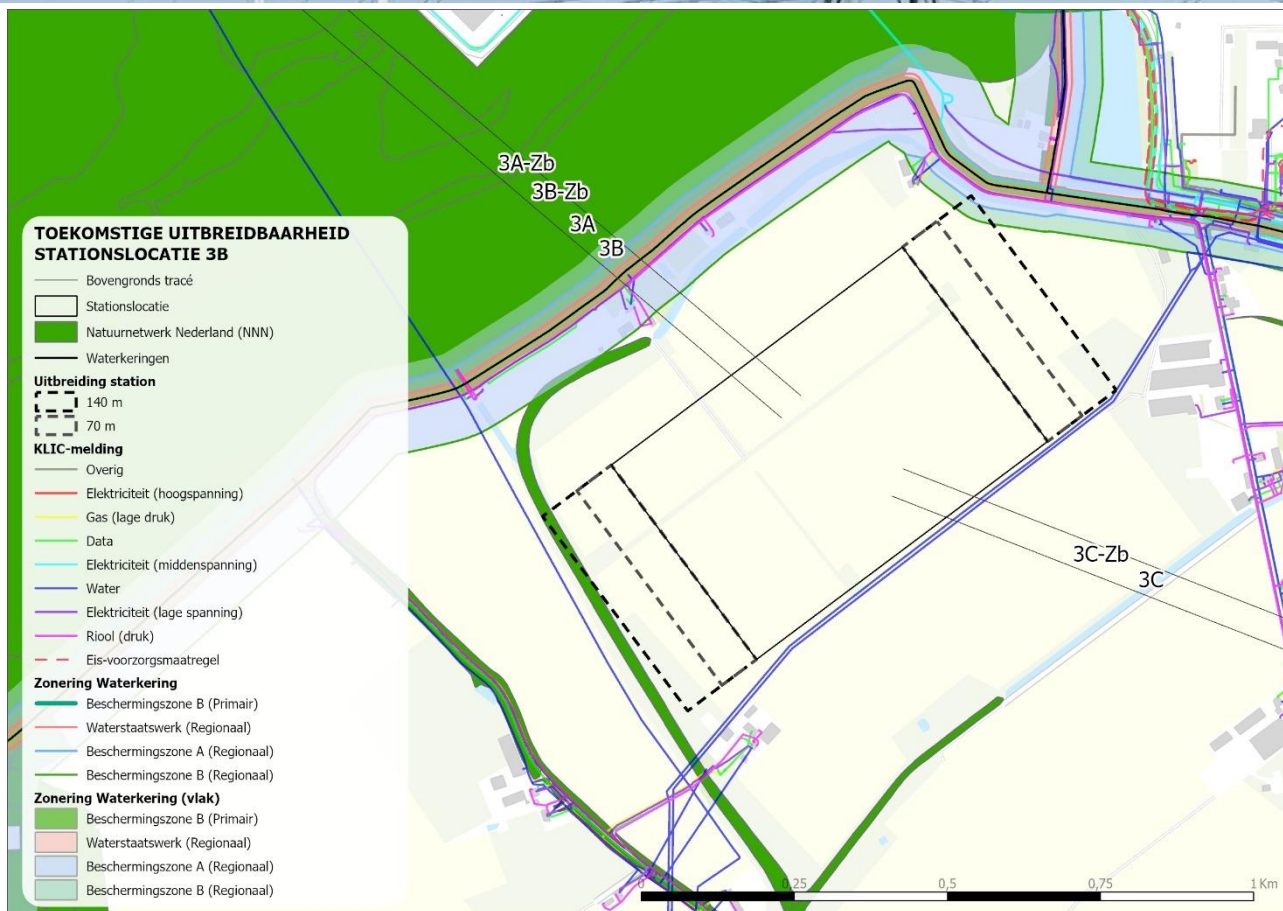 3A-Zb
3B-Zb
3A
3B
TOEKOMSTIGE UITBREIDBAARHEID
STATIONSLOCATIE 3B
Bovengronds tracé
Stationslocatie
Natuurnetwerk Nederland (NNN)
Waterkeringen
Uitbreiding station
140 m
70 m
KLIC-melding
Overig
Elektriciteit (hoogspanning)
Gas (lage druk)
Data
Elektriciteit (middenspanning)
Water
Elektriciteit (lage spanning)
Riool (druk)
Eis-voorzorgsmaatregel
Zonering Waterkering
Beschermingszone B (Primair)
Waterstaatswerk (Regionaal)
Beschermingszone A (Regionaal)
Beschermingszone B (Regionaal)
Zonering Waterkering (vlak)
Beschermingszone B (Primair)
Waterstaatswerk (Regionaal)
Beschermingszone A (Regionaal)
Beschermingszone B (Regionaal)
3C-Zb
3C
0 0,25 0,5 0,75 1 Km